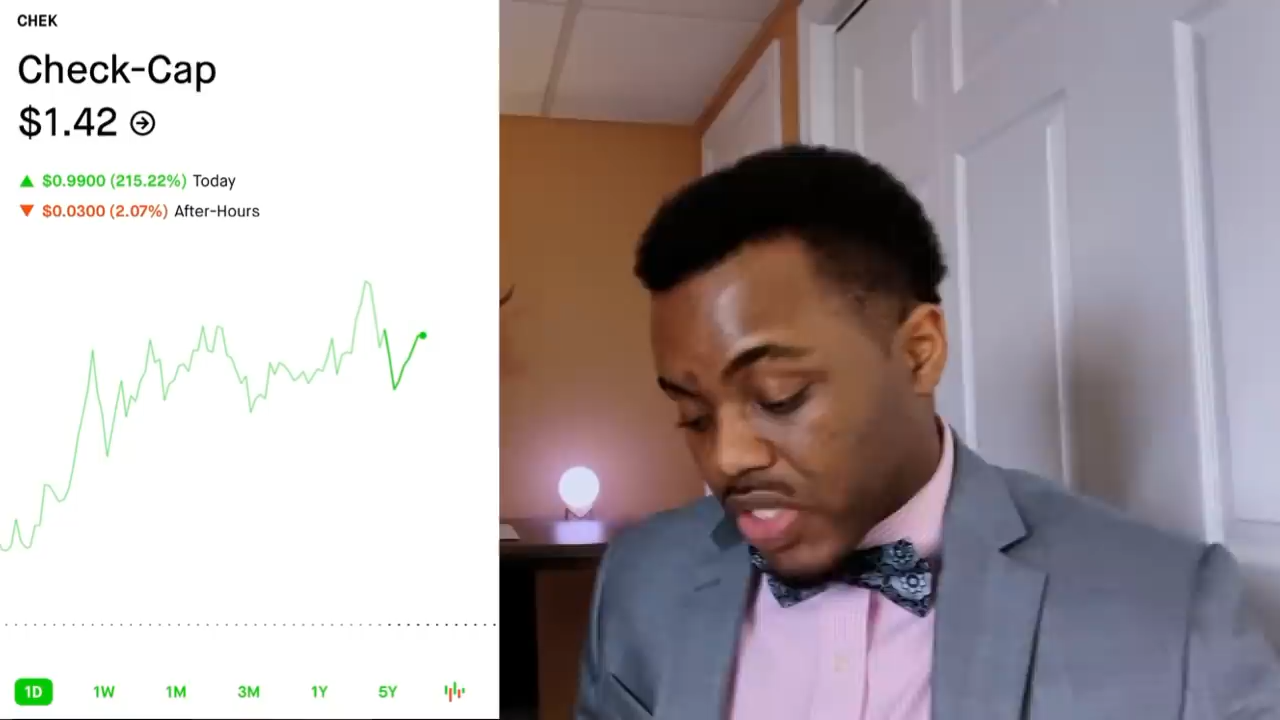 CHEK
Check-Cap
$1.42
$0.9900 (215.22%) Today
$0.0300 (2.07%) After-Hours
1D 1W 1M 3M 1Y 5Y